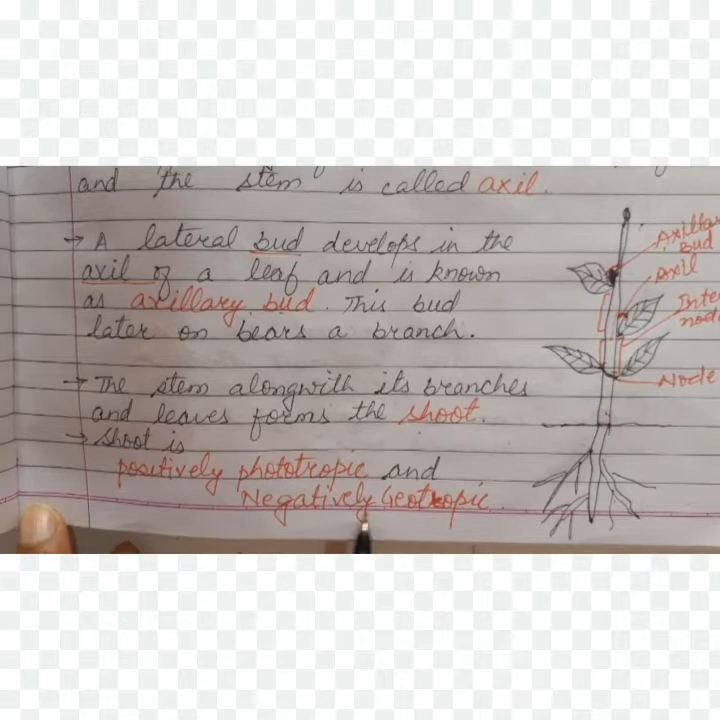 and the stem is called axil.
→ A lateral bud develops in the
axil of a leaf and is known
as axillary bud. This bud
later on bears a branch.
→ The stem alongwith its branches
and leaves forms the shoot.
→ Shoot is
positively phototropic and
Negatively Geotropic.
Axilla
Bud
Axil
Inte
node
Node